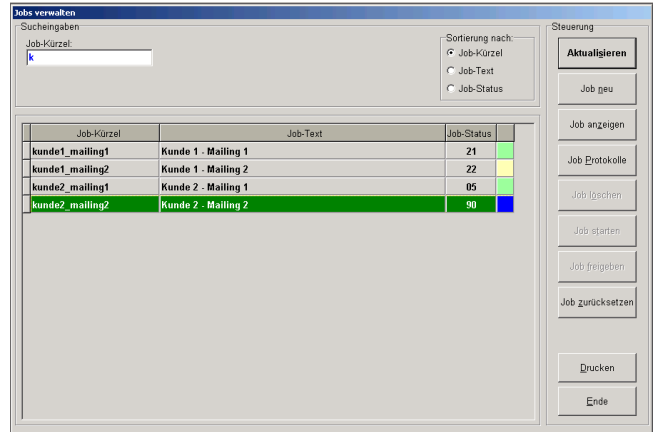 Jobs verwalten
Sucheingaben
Job-Kürzel:
k
Sortierung nach:
Job-Kürzel
Job-Text
Job-Status
Job-Kürzel Job-Text Job-Status
kunde1_mailing1 Kunde 1 - Mailing 1 21
kunde1_mailing2 Kunde 1 - Mailing 2 22
kunde2_mailing1 Kunde 2 - Mailing 1 05
kunde2_mailing2 Kunde 2 - Mailing 2 90
Steuerung
Aktualisieren
Job neu
Job anzeigen
Job Protokolle
Job löschen
Job starten
Job freigeben
Job zurücksetzen
Drucken
Ende